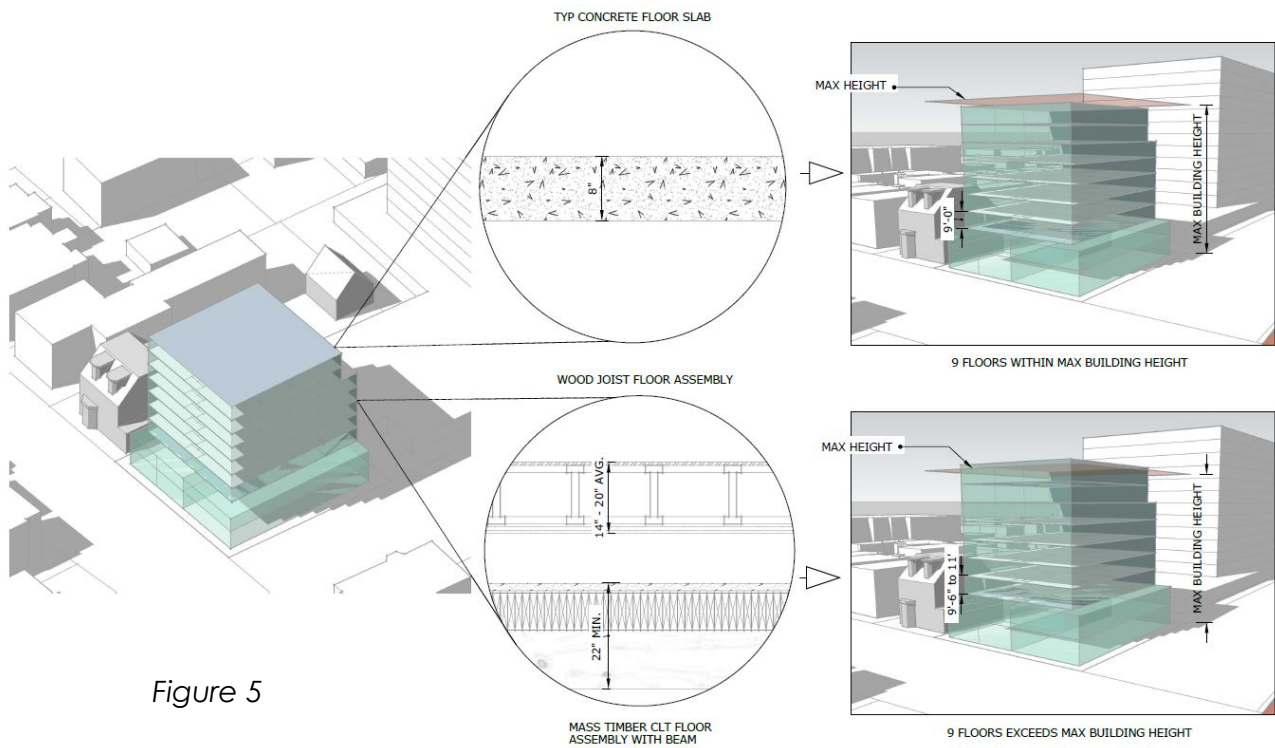 TYP CONCRETE FLOOR SLAB
8"
MAX HEIGHT
MAX BUILDING HEIGHT
9'-0"
9 FLOORS WITHIN MAX BUILDING HEIGHT
WOOD JOIST FLOOR ASSEMBLY
14" - 20" AVG.
22" MIN.
MASS TIMBER CLT FLOOR
ASSEMBLY WITH BEAM
MAX HEIGHT
MAX BUILDING HEIGHT
9'-6" to 11'
9 FLOORS EXCEEDS MAX BUILDING HEIGHT
Figure 5